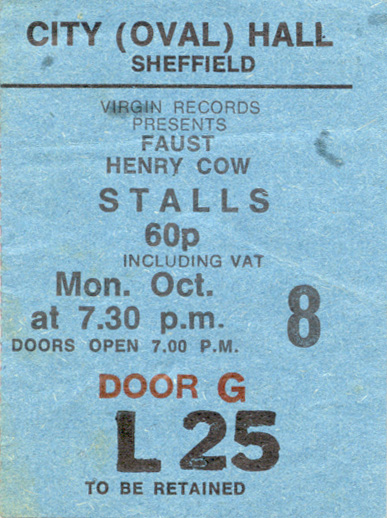 CITY (OVAL) HALL
SHEFFIELD
VIRGIN RECORDS
PRESENTS
FAUST
HENRY COW
STALLS
60p
INCLUDING VAT
Mon. Oct. 8
at 7.30 p.m.
DOORS OPEN 7.00 P.M.
DOOR G
L 25
TO BE RETAINED